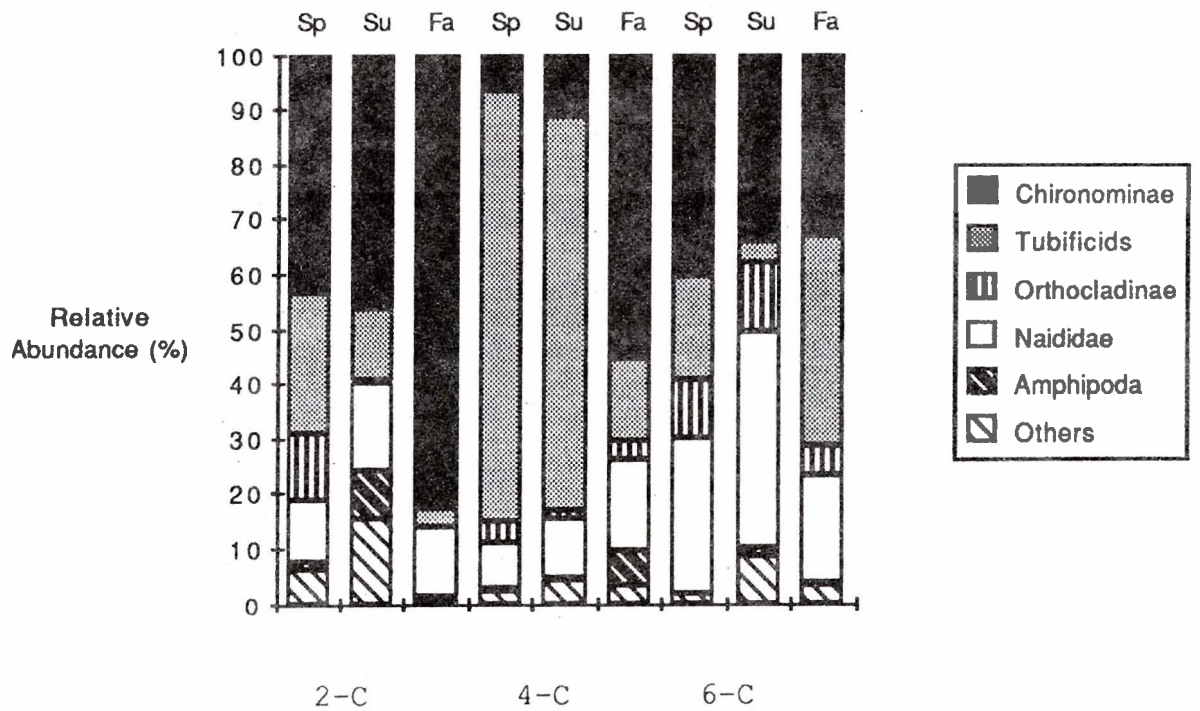 Sp Su Fa Sp Su Fa Sp Su Fa
100
90
80
70
60
50
40
30
20
10
0
Relative
Abundance (%)
Chironominae
Tubificids
Orthocladinae
Naididae
Amphipoda
Others
2-C 4-C 6-C